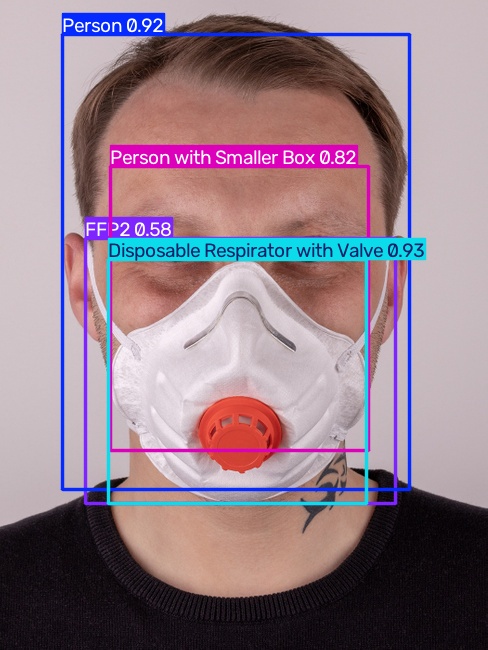 Person 0.92
Person with Smaller Box 0.82
FFP2 0.58
Disposable Respirator with Valve 0.93